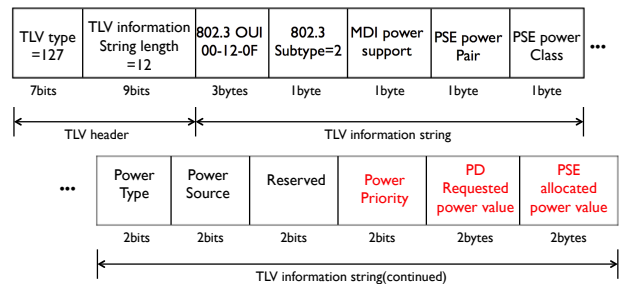 TLV type
=127
TLV information
String length
=12
802.3 OUI
00-12-0F
802.3
Subtype=2
MDI power
support
PSE power
Pair
PSE power
Class
•••
7bits
9bits
3bytes
1byte
1byte
1byte
1byte
TLV header
TLV information string
•••
Power
Type
Power
Source
Reserved
Power
Priority
PD
Requested
power value
PSE
allocated
power value
2bits
2bits
2bits
2bits
2bytes
2bytes
TLV information string(continued)